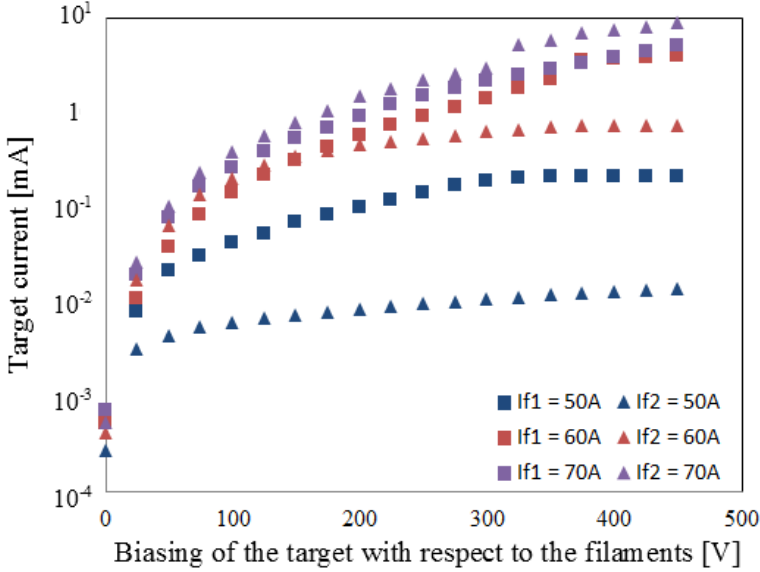 10¹
1
10⁻¹
10⁻²
10⁻³
10⁻⁴
Target current [mA]
If1 = 50A If2 = 50A
If1 = 60A If2 = 60A
If1 = 70A If2 = 70A
0 100 200 300 400 500
Biasing of the target with respect to the filaments [V]